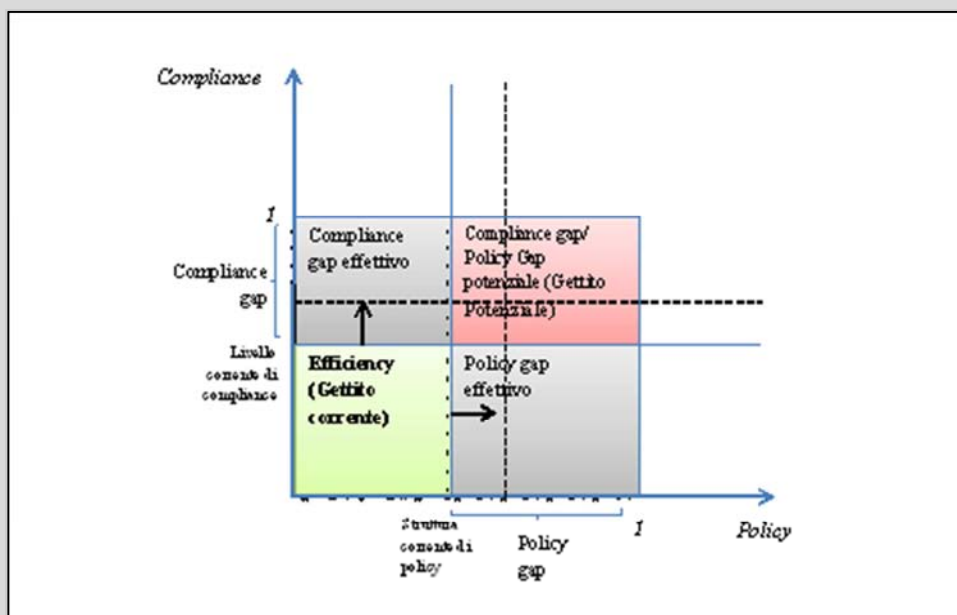 Compliance
1
Compliance
gap effettivo
Compliance gap/
Policy Gap
potenziale (Gettito
Potenziale)
Compliance
gap
Livello
corrente di
compliance
Efficiency
(Gettito
corrente)
Policy gap
effettivo
Struttura
corrente di
policy
Policy
gap
1
Policy